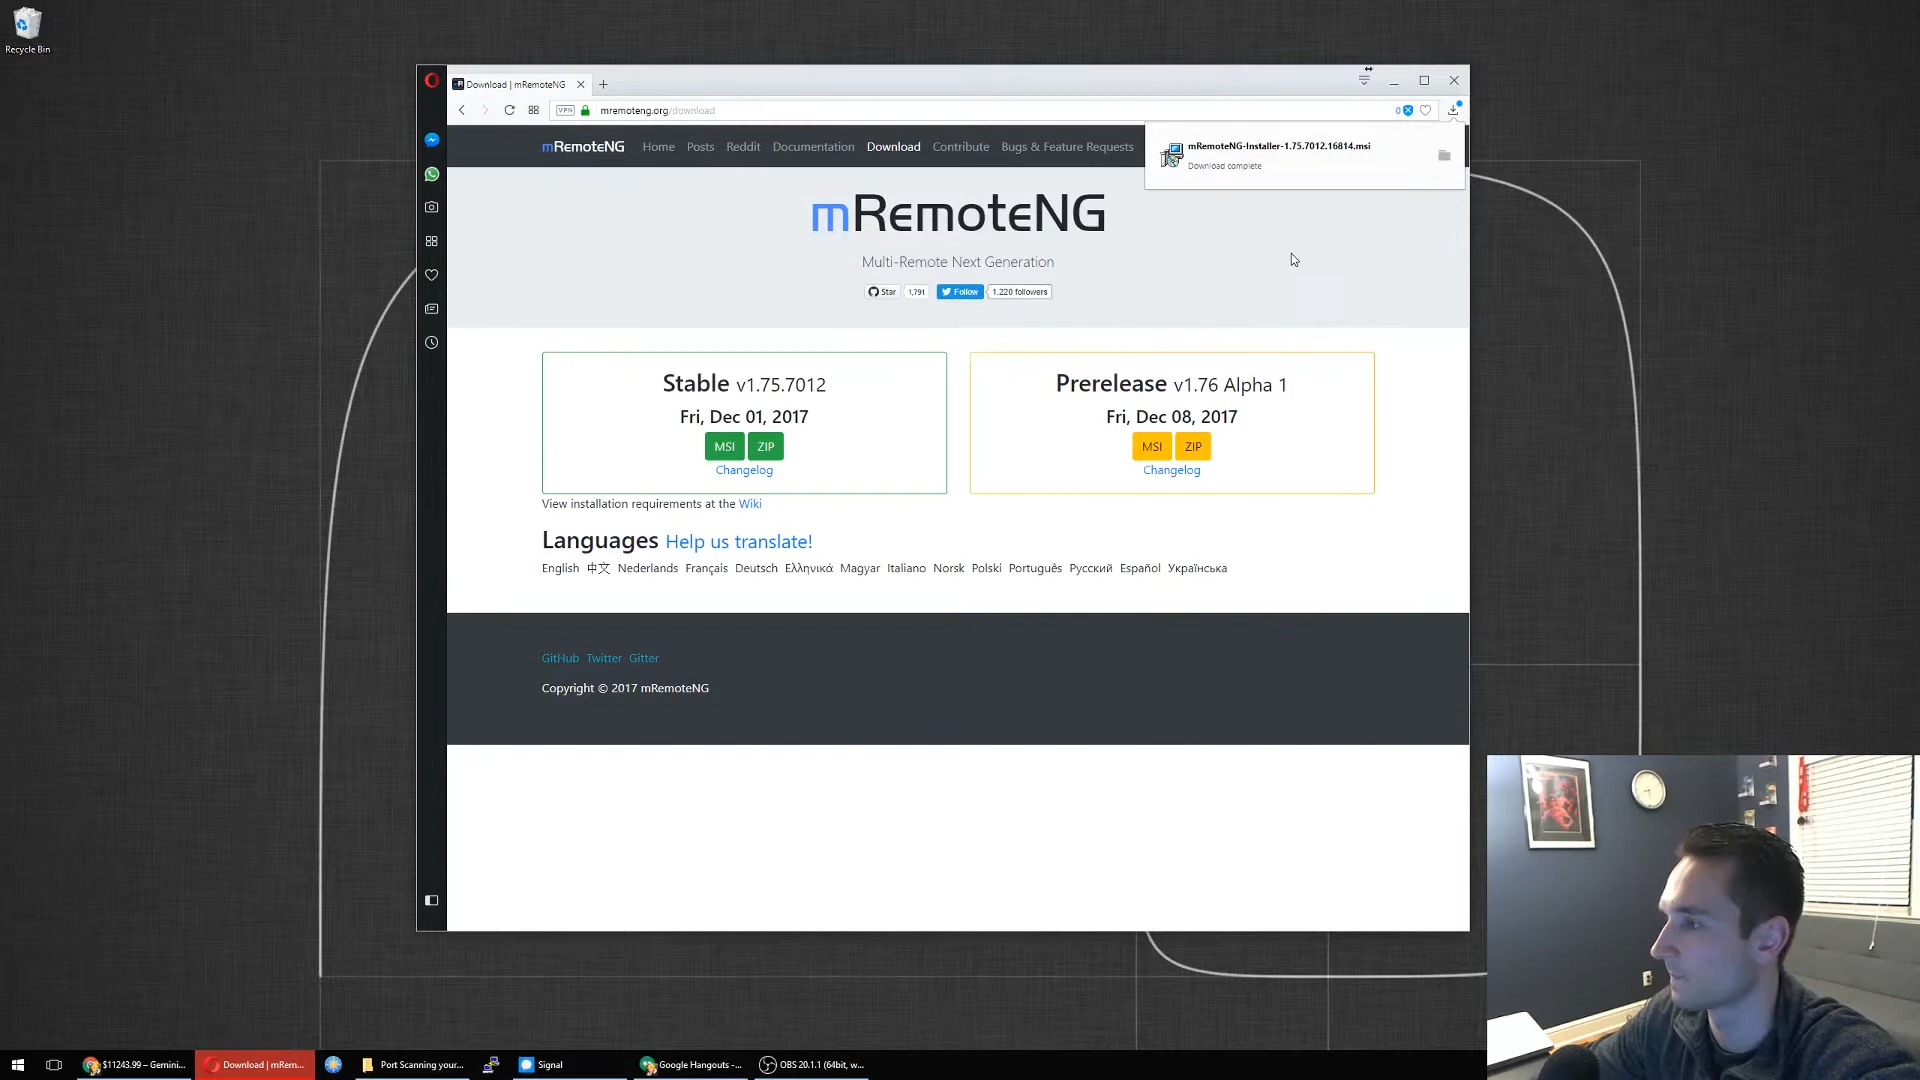 Recycle Bin
Download | mRemoteNG
VPN
mremoteng.org/download
0
mRemoteNG
Home
Posts
Reddit
Documentation
Download
Contribute
Bugs & Feature Requests
mRemoteNG-Installer-1.75.7012.16814.msi
Download complete
mRemoteNG
Multi-Remote Next Generation
Star
1,791
Follow
1,220 followers
Stable v1.75.7012
Fri, Dec 01, 2017
MSI
ZIP
Changelog
Prerelease v1.76 Alpha 1
Fri, Dec 08, 2017
MSI
ZIP
Changelog
View installation requirements at the Wiki
Languages Help us translate!
English 中文 Nederlands Français Deutsch Ελληνικά Magyar Italiano Norsk Polski Português Русский Español Українська
GitHub Twitter Gitter
Copyright © 2017 mRemoteNG
$11243.99 – Gemini...
Download | mRem...
Port Scanning your...
Signal
Google Hangouts -...
OBS 20.1.1 (64bit, w...